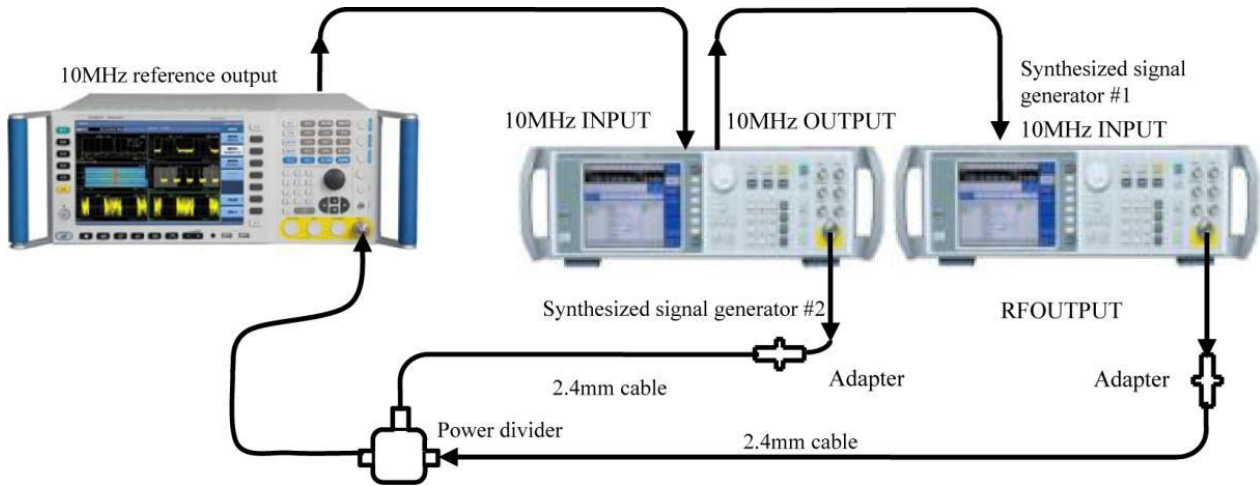 10MHz reference output
Synthesized signal
generator #1
10MHz INPUT
10MHz OUTPUT
10MHz INPUT
Synthesized signal generator #2
RFOUTPUT
Adapter
Adapter
2.4mm cable
Power divider
2.4mm cable